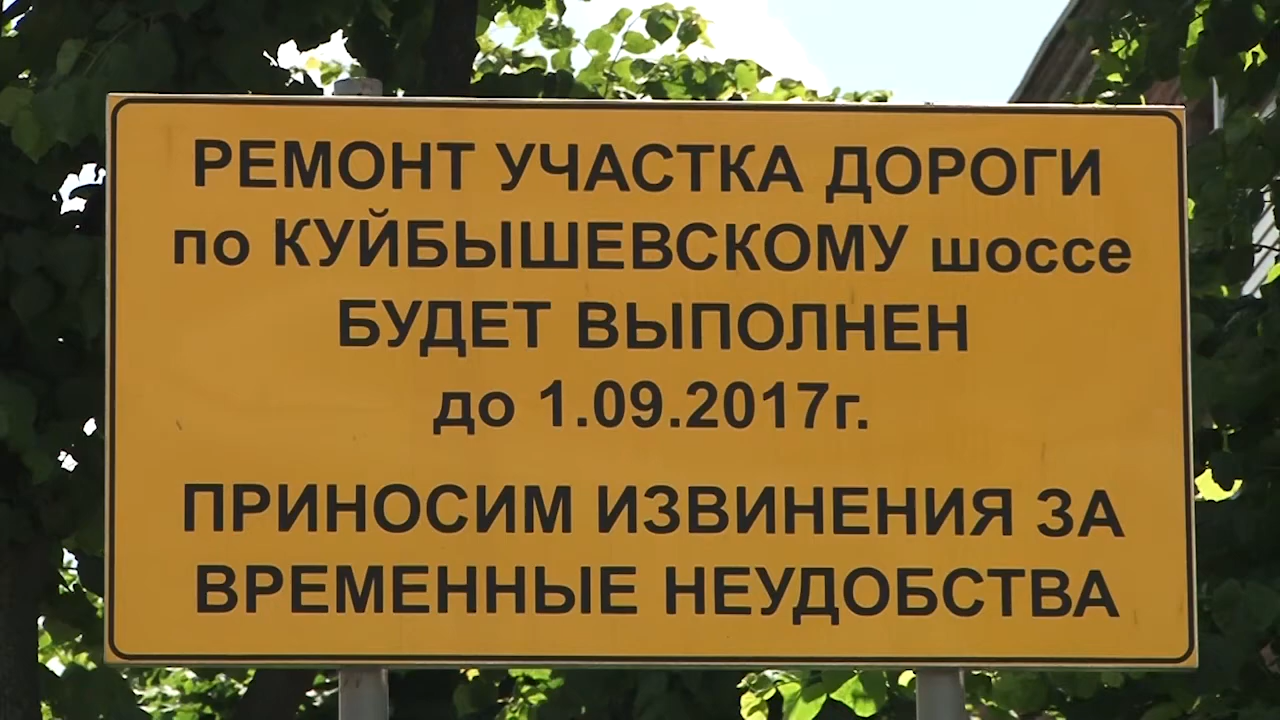 РЕМОНТ УЧАСТКА ДОРОГИ
по КУЙБЫШЕВСКОМУ шоссе
БУДЕТ ВЫПОЛНЕН
до 1.09.2017г.
ПРИНОСИМ ИЗВИНЕНИЯ ЗА
ВРЕМЕННЫЕ НЕУДОБСТВА